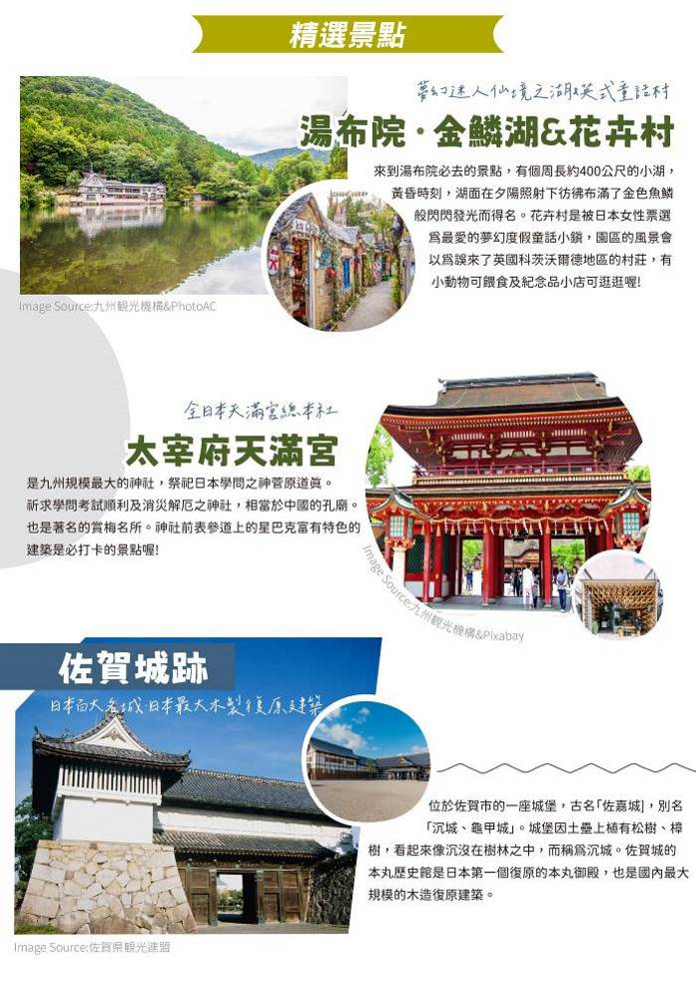 精選景點
夢幻迷人仙境之湖&英式童話村
湯布院·金鱗湖&花卉村
來到湯布院必去的景點，有個周長約400公尺的小湖，
黃昏時刻，湖面在夕陽照射下彷彿布滿了金色魚鱗
般閃閃發光而得名。花卉村是被日本女性票選
為最愛的夢幻度假童話小鎮，園區的風景會
以為誤來了英國科茨沃爾德地區的村莊，有
小動物可餵食及紀念品小店可逛逛喔!
Image Source:九州観光機構&PhotoAC
全日本天滿宮總本社
太宰府天滿宮
是九州規模最大的神社，祭祀日本學問之神菅原道真。
祈求學問考試順利及消災解厄之神社，相當於中國的孔廟。
也是著名的賞梅名所。神社前表參道上的星巴克富有特色的
建築是必打卡的景點喔!
Image Source:九州観光機構&Pixabay
佐賀城跡
日本百大名城·日本最大木製復原建築
位於佐賀市的一座城堡，古名「佐嘉城」，別名
「沉城、龜甲城」。城堡因土壘上植有松樹、樟
樹，看起來像沉沒在樹林之中，而稱為沉城。佐賀城的
本丸歷史館是日本第一個復原的本丸御殿，也是國內最大
規模的木造復原建築。
Image Source:佐賀県観光連盟